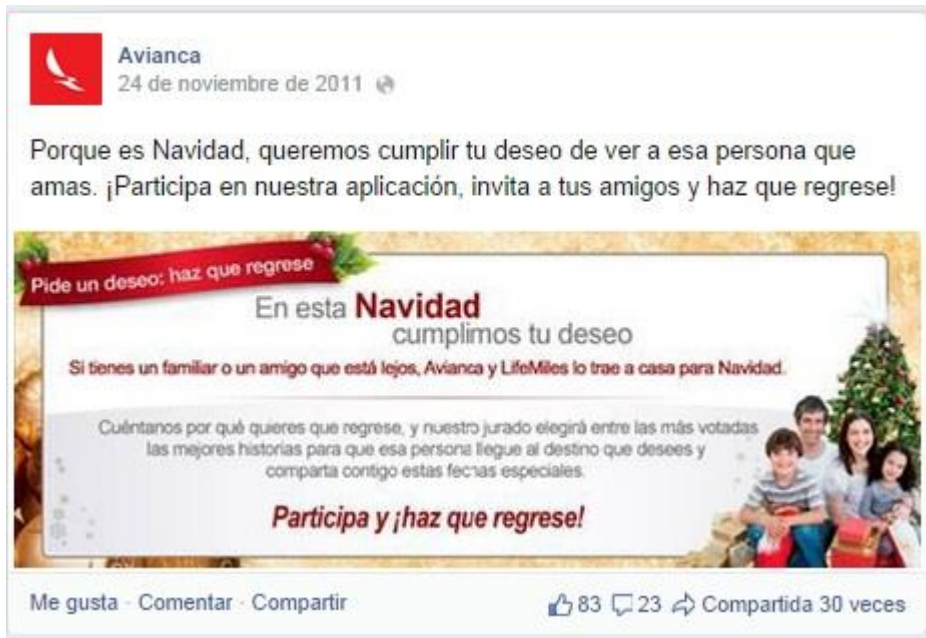 Avianca
24 de noviembre de 2011
Porque es Navidad, queremos cumplir tu deseo de ver a esa persona que
amas. ¡Participa en nuestra aplicación, invita a tus amigos y haz que regrese!
Pide un deseo: haz que regrese
En esta Navidad
cumplimos tu deseo
Si tienes un familiar o un amigo que está lejos, Avianca y LifeMiles lo trae a casa para Navidad.
Cuéntanos por qué quieres que regrese, y nuestro jurado elegirá entre las más votadas
las mejores historias para que esa persona llegue al destino que desees y
comparta contigo estas fechas especiales.
Participa y ¡haz que regrese!
Me gusta · Comentar · Compartir 83 23 Compartida 30 veces